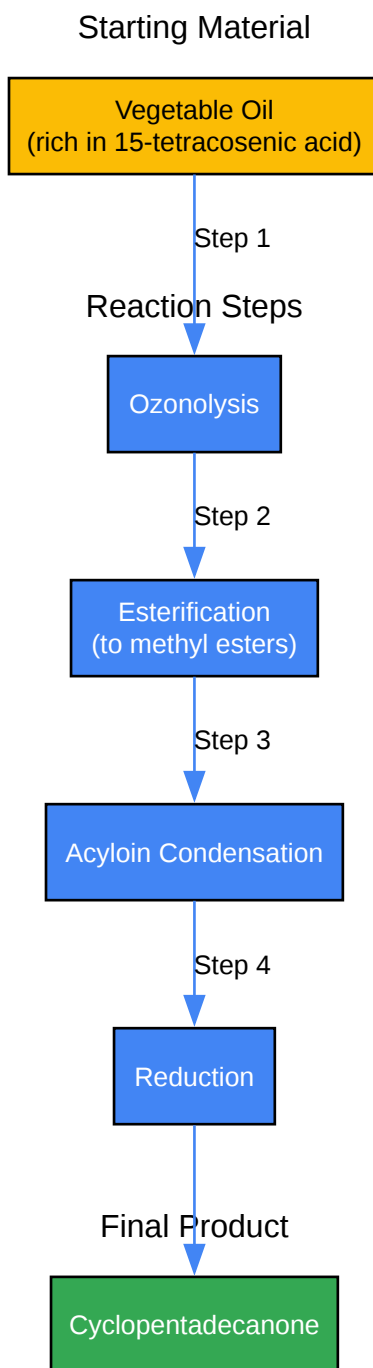 Starting Material
Vegetable Oil
(rich in 15-tetracosenic acid)
Step 1
Reaction Steps
Ozonolysis
Step 2
Esterification
(to methyl esters)
Step 3
Acyloin Condensation
Step 4
Reduction
Final Product
Cyclopentadecanone